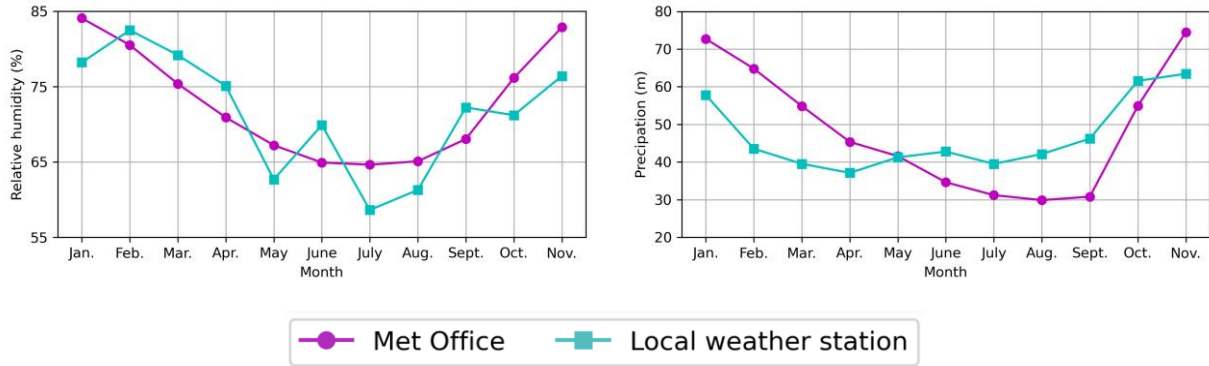 Relative humidity (%)
85
75
65
55
Jan. Feb. Mar. Apr. May June July Aug. Sept. Oct. Nov.
Month
Precipation (m)
80
70
60
50
40
30
20
Jan. Feb. Mar. Apr. May June July Aug. Sept. Oct. Nov.
Month
Met Office Local weather station